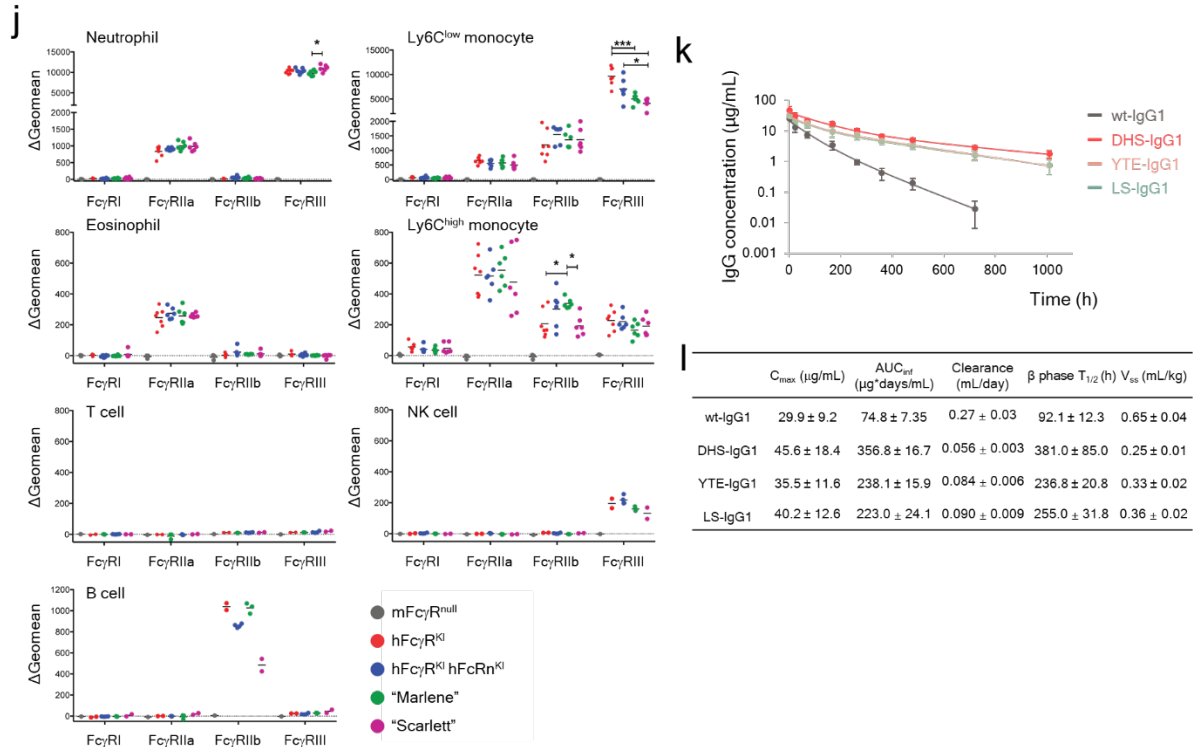 j
Neutrophil
ΔGeomean
15000
10000
5000
2000
1500
1000
500
0
*
FcγRI FcγRIIa FcγRIIb FcγRIII
Ly6Clow monocyte
ΔGeomean
15000
10000
5000
2000
1500
1000
500
0
***
*
FcγRI FcγRIIa FcγRIIb FcγRIII
Eosinophil
ΔGeomean
800
600
400
200
0
FcγRI FcγRIIa FcγRIIb FcγRIII
Ly6Chigh monocyte
ΔGeomean
800
600
400
200
0
* *
FcγRI FcγRIIa FcγRIIb FcγRIII
T cell
ΔGeomean
800
600
400
200
0
FcγRI FcγRIIa FcγRIIb FcγRIII
NK cell
ΔGeomean
800
600
400
200
0
FcγRI FcγRIIa FcγRIIb FcγRIII
B cell
ΔGeomean
1200
1000
800
600
400
200
0
FcγRI FcγRIIa FcγRIIb FcγRIII
mFcγRnull
hFcγRKI
hFcγRKI hFcRnKI
“Marlene”
“Scarlett”
k
IgG concentration (µg/mL)
100
10
1
0.1
0.01
0.001
0 200 400 600 800 1000
Time (h)
wt-IgG1
DHS-IgG1
YTE-IgG1
LS-IgG1
l
Cmax (µg/mL) AUCinf (µg*days/mL) Clearance (mL/day) β phase T1/2 (h) Vss (mL/kg)
wt-IgG1 29.9 ± 9.2 74.8 ± 7.35 0.27 ± 0.03 92.1 ± 12.3 0.65 ± 0.04
DHS-IgG1 45.6 ± 18.4 356.8 ± 16.7 0.056 ± 0.003 381.0 ± 85.0 0.25 ± 0.01
YTE-IgG1 35.5 ± 11.6 238.1 ± 15.9 0.084 ± 0.006 236.8 ± 20.8 0.33 ± 0.02
LS-IgG1 40.2 ± 12.6 223.0 ± 24.1 0.090 ± 0.009 255.0 ± 31.8 0.36 ± 0.02